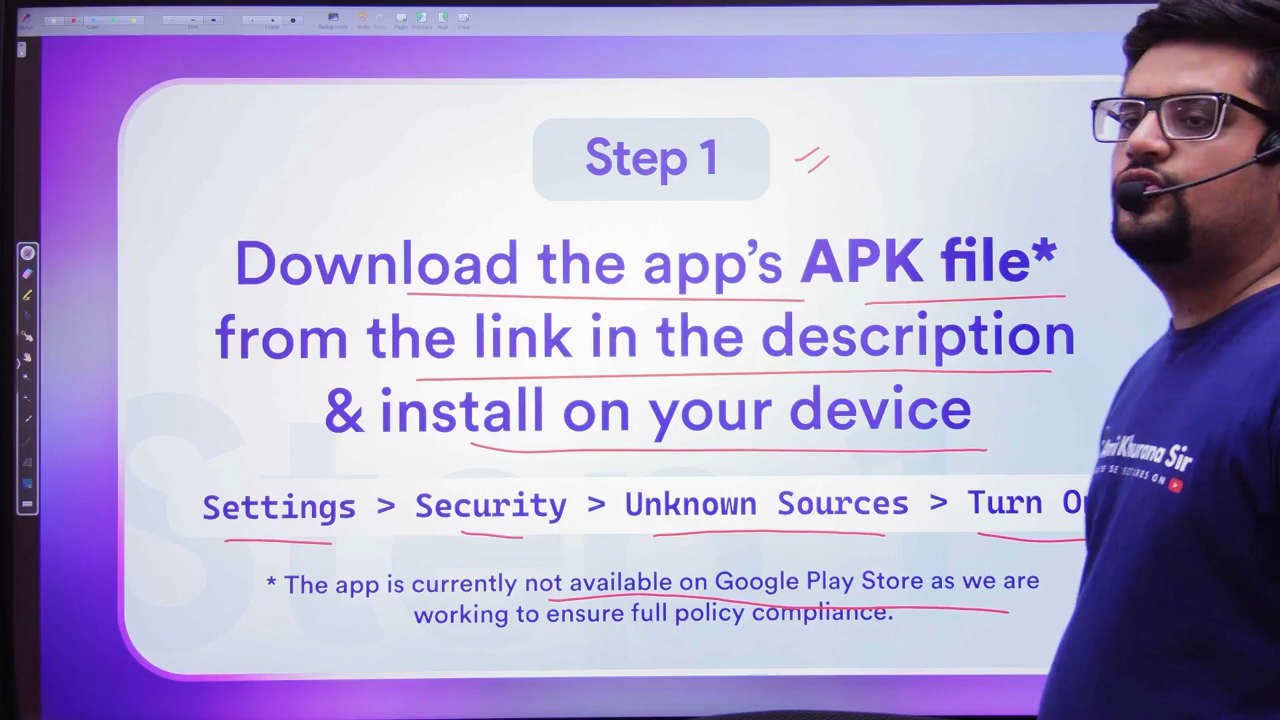 Step 1
Download the app's APK file*
from the link in the description
& install on your device
Settings > Security > Unknown Sources > Turn
* The app is currently not available on Google Play Store as we are
working to ensure full policy compliance.
Khurana Sir